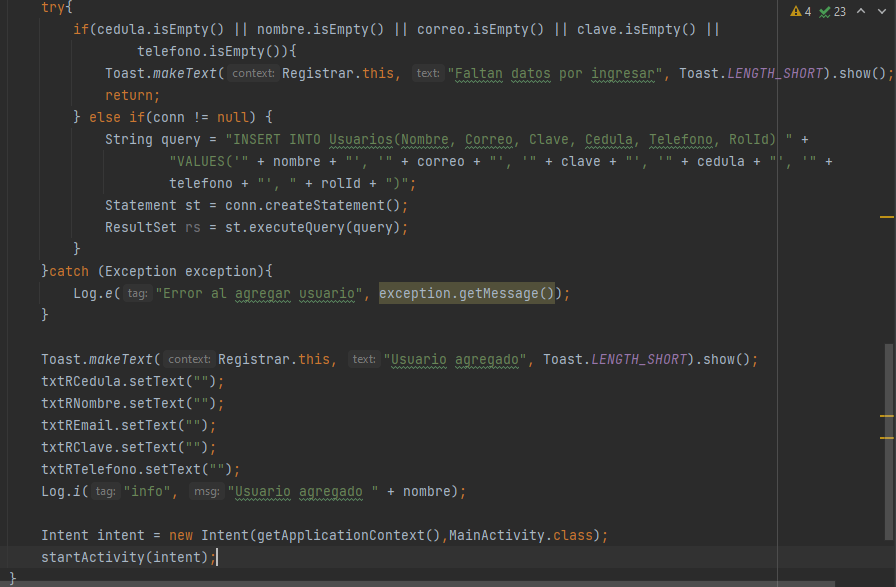 try{
4 23
if(cedula.isEmpty() || nombre.isEmpty() || correo.isEmpty() || clave.isEmpty() ||
telefono.isEmpty()){
Toast.makeText( context: Registrar.this, text: "Faltan datos por ingresar", Toast.LENGTH_SHORT).show();
return;
} else if(conn != null) {
String query = "INSERT INTO Usuarios(Nombre, Correo, Clave, Cedula, Telefono, RolId) " +
"VALUES('" + nombre + "', '" + correo + "', '" + clave + "', '" + cedula + "', '" +
telefono + "', " + rolId + ")";
Statement st = conn.createStatement();
ResultSet rs = st.executeQuery(query);
}
}catch (Exception exception){
Log.e( tag: "Error al agregar usuario", exception.getMessage());
}
Toast.makeText( context: Registrar.this, text: "Usuario agregado", Toast.LENGTH_SHORT).show();
txtRCedula.setText("");
txtRNombre.setText("");
txtREmail.setText("");
txtRClave.setText("");
txtRTelefono.setText("");
Log.i( tag: "info", msg: "Usuario agregado " + nombre);
Intent intent = new Intent(getApplicationContext(),MainActivity.class);
startActivity(intent);
}